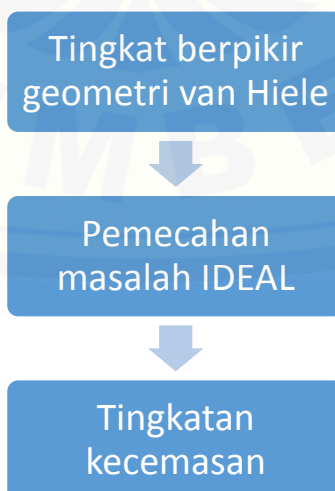 Tingkat berpikir
geometri van Hiele
Pemecahan
masalah IDEAL
Tingkatan
kecemasan